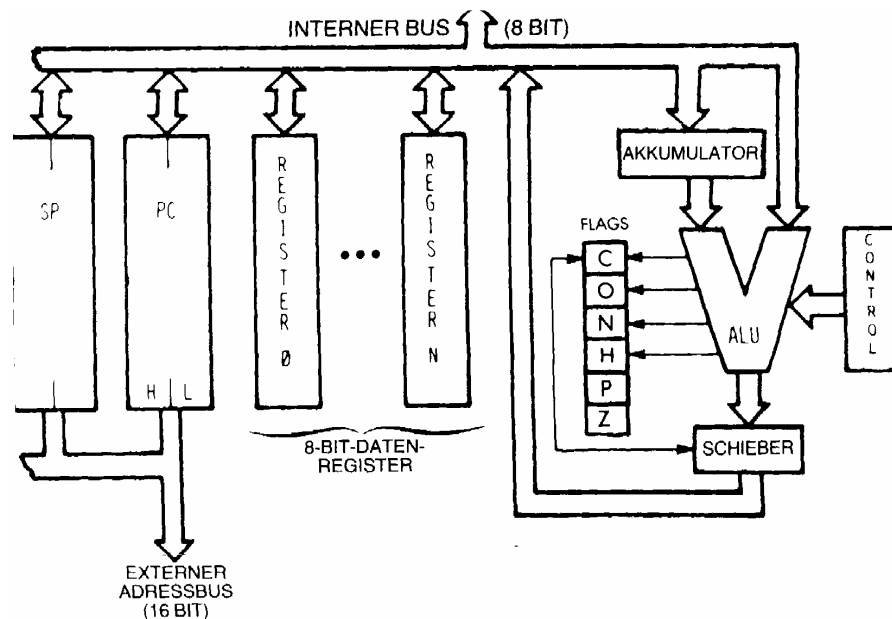 INTERNER BUS (8 BIT)
SP
PC
H L
REGISTER 0
REGISTER N
8-BIT-DATEN-
REGISTER
EXTERNER
ADRESSBUS
(16 BIT)
AKKUMULATOR
FLAGS
C
O
N
H
P
Z
ALU
CONTROL
SCHIEBER